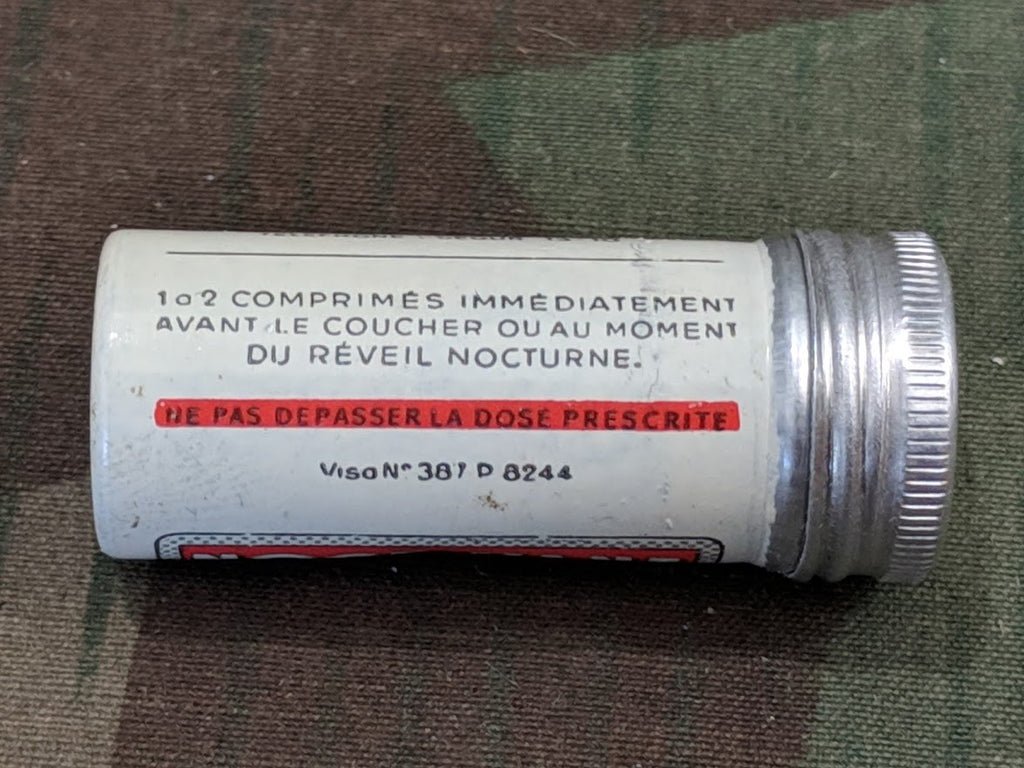 1 à 2 COMPRIMÉS IMMÉDIATEMENT
AVANT LE COUCHER OU AU MOMENT
DU RÉVEIL NOCTURNE.
NE PAS DEPASSER LA DOSE PRESCRITE
Visa N° 387 D 8244